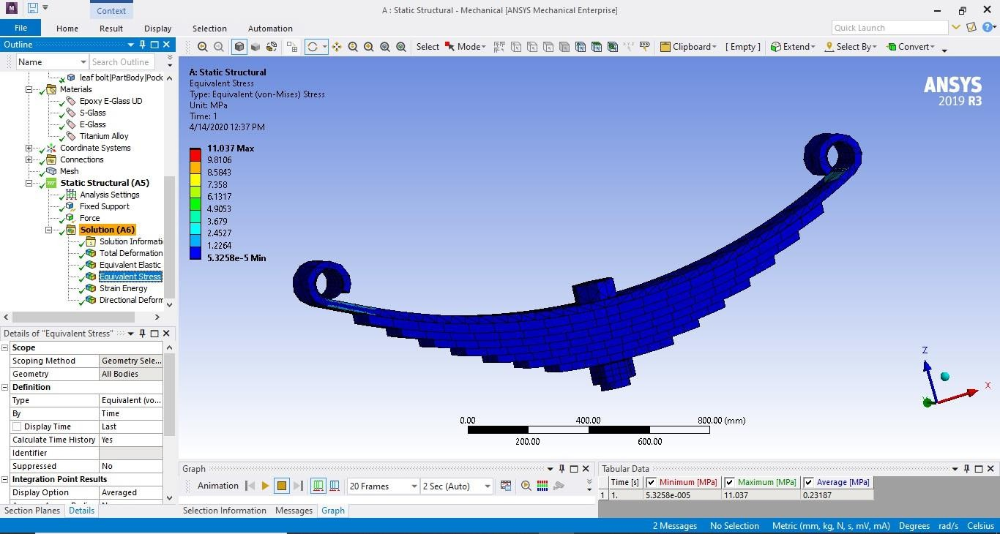 Context
A : Static Structural - Mechanical [ANSYS Mechanical Enterprise]
File Home Result Display Selection Automation
Quick Launch
Outline
Name Search Outline
Select Mode Clipboard [ Empty ] Extend Select By Convert
leaf bolt|PartBody|Pock
Materials
Epoxy E-Glass UD
S-Glass
E-Glass
Titanium Alloy
Coordinate Systems
Connections
Mesh
Static Structural (A5)
Analysis Settings
Fixed Support
Force
Solution (A6)
Solution Informati
Total Deformation
Equivalent Elastic
Equivalent Stress
Strain Energy
Directional Deform
A: Static Structural
Equivalent Stress
Type: Equivalent (von-Mises) Stress
Unit: MPa
Time: 1
4/14/2020 12:37 PM
11.037 Max
9.8106
8.5843
7.358
6.1317
4.9053
3.679
2.4527
1.2264
5.3258e-5 Min
ANSYS
2019 R3
Z
X
Y
0.00 400.00 800.00 (mm)
200.00 600.00
Details of "Equivalent Stress"
Scope
Scoping Method Geometry Sele...
Geometry All Bodies
Definition
Type Equivalent (vo...
By Time
Display Time Last
Calculate Time History Yes
Identifier
Suppressed No
Integration Point Results
Display Option Averaged
Section Planes Details
Graph
Animation 20 Frames 2 Sec (Auto)
Selection Information Messages Graph
Tabular Data
Time [s] Minimum [MPa] Maximum [MPa] Average [MPa]
1 1. 5.3258e-005 11.037 0.23187
2 Messages No Selection Metric (mm, kg, N, s, mV, mA) Degrees rad/s Celsius